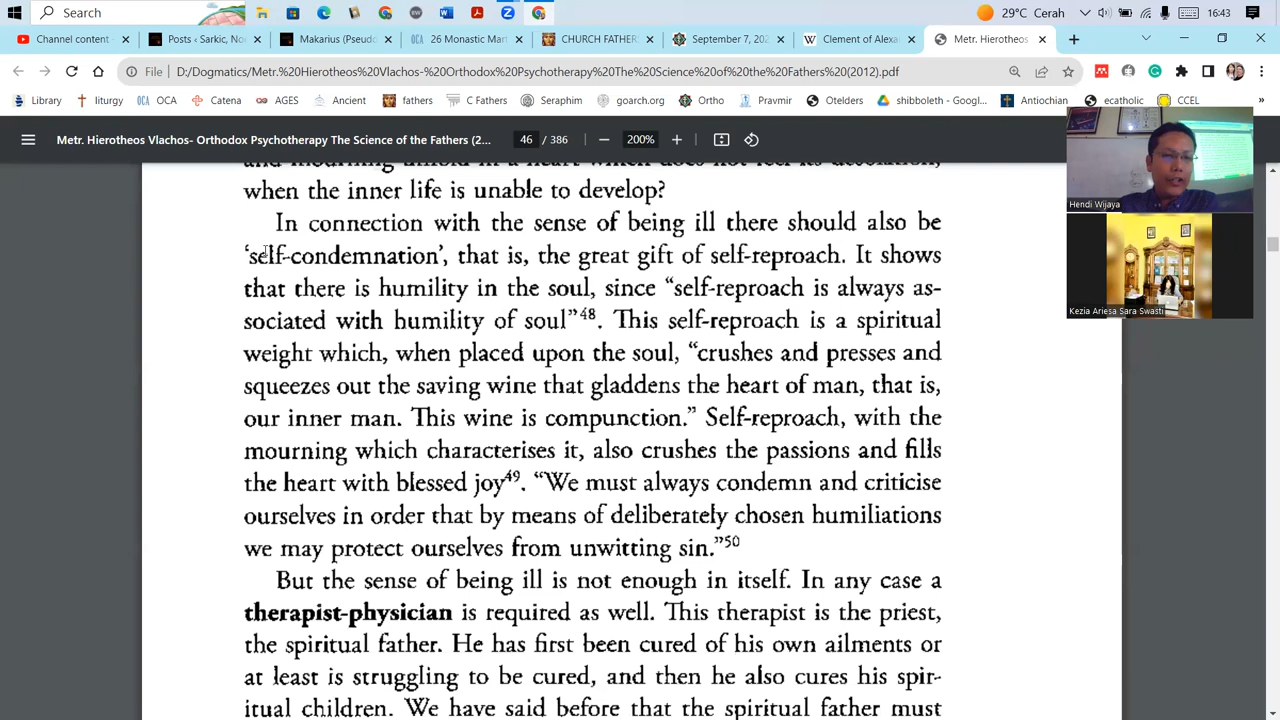 Search
29°C Cerah
16:43
Channel content -
Posts ‹ Sarkic, Noe
Makarius (Pseudo
26 Monastic Mart
CHURCH FATHER
September 7, 202
Clement of Alexa
Metr. Hierotheos
File
D:/Dogmatics/Metr.%20Hierotheos%20Vlachos-%20Orthodox%20Psychotherapy%20The%20Science%20of%20the%20Fathers%20(2012).pdf
Library
liturgy
OCA
Catena
AGES
Ancient
fathers
C Fathers
Seraphim
goarch.org
Ortho
Pravmir
Otelders
shibboleth - Googl...
Antiochian
ecatholic
CCEL
Metr. Hierotheos Vlachos- Orthodox Psychotherapy The Science of the Fathers (2...
46 / 386
200%
when the inner life is unable to develop?
In connection with the sense of being ill there should also be
‘self-condemnation’, that is, the great gift of self-reproach. It shows
that there is humility in the soul, since “self-reproach is always as-
sociated with humility of soul”48. This self-reproach is a spiritual
weight which, when placed upon the soul, “crushes and presses and
squeezes out the saving wine that gladdens the heart of man, that is,
our inner man. This wine is compunction.” Self-reproach, with the
mourning which characterises it, also crushes the passions and fills
the heart with blessed joy49. “We must always condemn and criticise
ourselves in order that by means of deliberately chosen humiliations
we may protect ourselves from unwitting sin.”50
But the sense of being ill is not enough in itself. In any case a
therapist-physician is required as well. This therapist is the priest,
the spiritual father. He has first been cured of his own ailments or
at least is struggling to be cured, and then he also cures his spir-
itual children. We have said before that the spiritual father must
Hendi Wijaya
Kezia Ariesa Sara Swasti